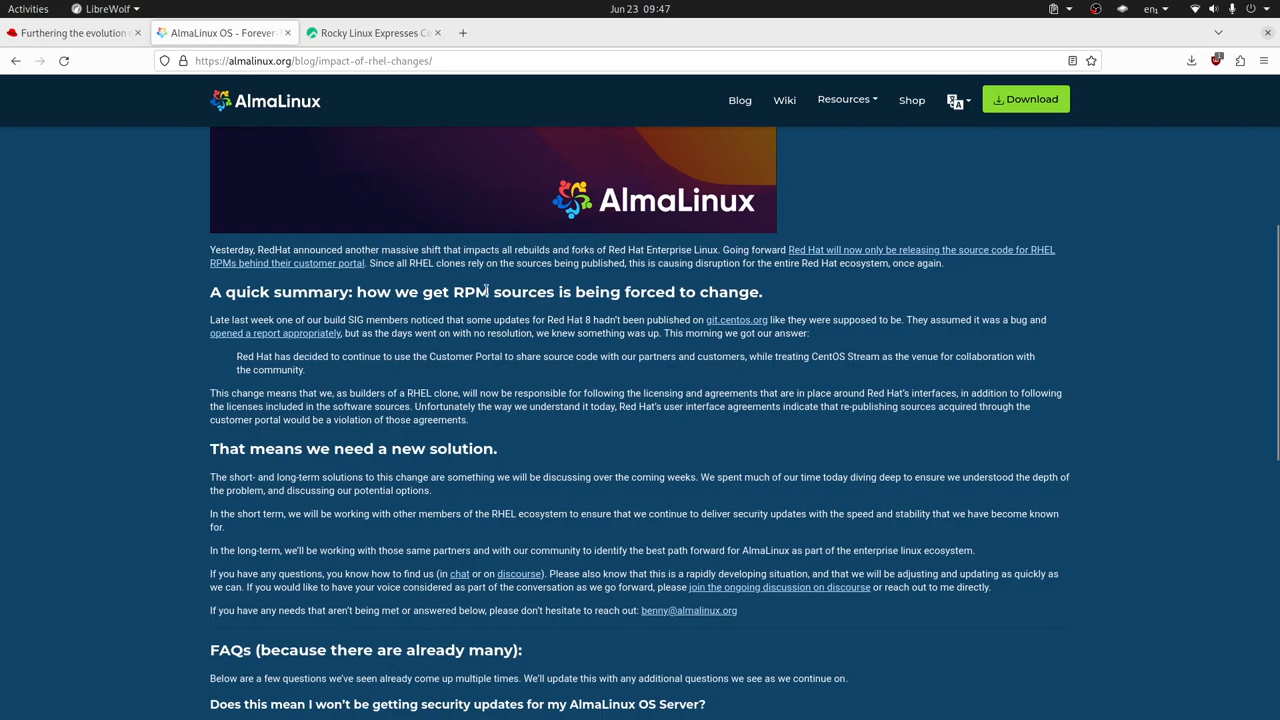 Activities LibreWolf Jun 23 09:47 en₁
Furthering the evolution AlmaLinux OS - Forever- Rocky Linux Expresses Co
https://almalinux.org/blog/impact-of-rhel-changes/
AlmaLinux Blog Wiki Resources Shop Download
AlmaLinux
Yesterday, RedHat announced another massive shift that impacts all rebuilds and forks of Red Hat Enterprise Linux. Going forward Red Hat will now only be releasing the source code for RHEL
RPMs behind their customer portal. Since all RHEL clones rely on the sources being published, this is causing disruption for the entire Red Hat ecosystem, once again.
A quick summary: how we get RPM sources is being forced to change.
Late last week one of our build SIG members noticed that some updates for Red Hat 8 hadn't been published on git.centos.org like they were supposed to be. They assumed it was a bug and
opened a report appropriately, but as the days went on with no resolution, we knew something was up. This morning we got our answer:
Red Hat has decided to continue to use the Customer Portal to share source code with our partners and customers, while treating CentOS Stream as the venue for collaboration with
the community.
This change means that we, as builders of a RHEL clone, will now be responsible for following the licensing and agreements that are in place around Red Hat's interfaces, in addition to following
the licenses included in the software sources. Unfortunately the way we understand it today, Red Hat's user interface agreements indicate that re-publishing sources acquired through the
customer portal would be a violation of those agreements.
That means we need a new solution.
The short- and long-term solutions to this change are something we will be discussing over the coming weeks. We spent much of our time today diving deep to ensure we understood the depth of
the problem, and discussing our potential options.
In the short term, we will be working with other members of the RHEL ecosystem to ensure that we continue to deliver security updates with the speed and stability that we have become known
for.
In the long-term, we'll be working with those same partners and with our community to identify the best path forward for AlmaLinux as part of the enterprise linux ecosystem.
If you have any questions, you know how to find us (in chat or on discourse). Please also know that this is a rapidly developing situation, and that we will be adjusting and updating as quickly as
we can. If you would like to have your voice considered as part of the conversation as we go forward, please join the ongoing discussion on discourse or reach out to me directly.
If you have any needs that aren't being met or answered below, please don't hesitate to reach out: benny@almalinux.org
FAQs (because there are already many):
Below are a few questions we've seen already come up multiple times. We'll update this with any additional questions we see as we continue on.
Does this mean I won't be getting security updates for my AlmaLinux OS Server?